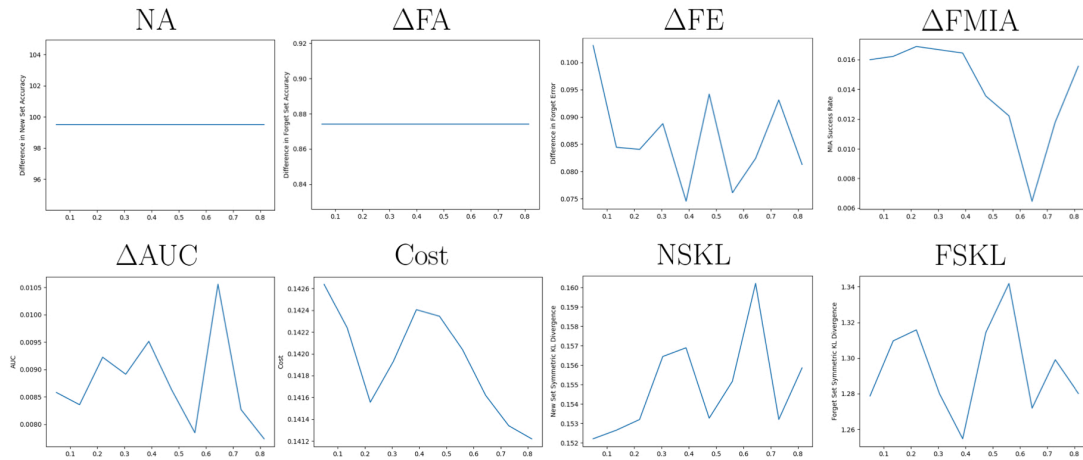 NA
ΔFA
ΔFE
ΔFMIA
Difference in New Set Accuracy
104
102
100
98
96
0.1 0.2 0.3 0.4 0.5 0.6 0.7 0.8
Difference in Forget Set Accuracy
0.92
0.90
0.88
0.86
0.84
0.1 0.2 0.3 0.4 0.5 0.6 0.7 0.8
Difference in Forget Error
0.100
0.095
0.090
0.085
0.080
0.075
0.1 0.2 0.3 0.4 0.5 0.6 0.7 0.8
MIA Success Rate
0.016
0.014
0.012
0.010
0.008
0.006
0.1 0.2 0.3 0.4 0.5 0.6 0.7 0.8
ΔAUC
Cost
NSKL
FSKL
AUC
0.0105
0.0100
0.0095
0.0090
0.0085
0.0080
0.1 0.2 0.3 0.4 0.5 0.6 0.7 0.8
Cost
0.1426
0.1424
0.1422
0.1420
0.1418
0.1416
0.1414
0.1412
0.1 0.2 0.3 0.4 0.5 0.6 0.7 0.8
New Set Symmetric KL Divergence
0.160
0.159
0.158
0.157
0.156
0.155
0.154
0.153
0.152
0.1 0.2 0.3 0.4 0.5 0.6 0.7 0.8
Forget Set Symmetric KL Divergence
1.34
1.32
1.30
1.28
1.26
0.1 0.2 0.3 0.4 0.5 0.6 0.7 0.8